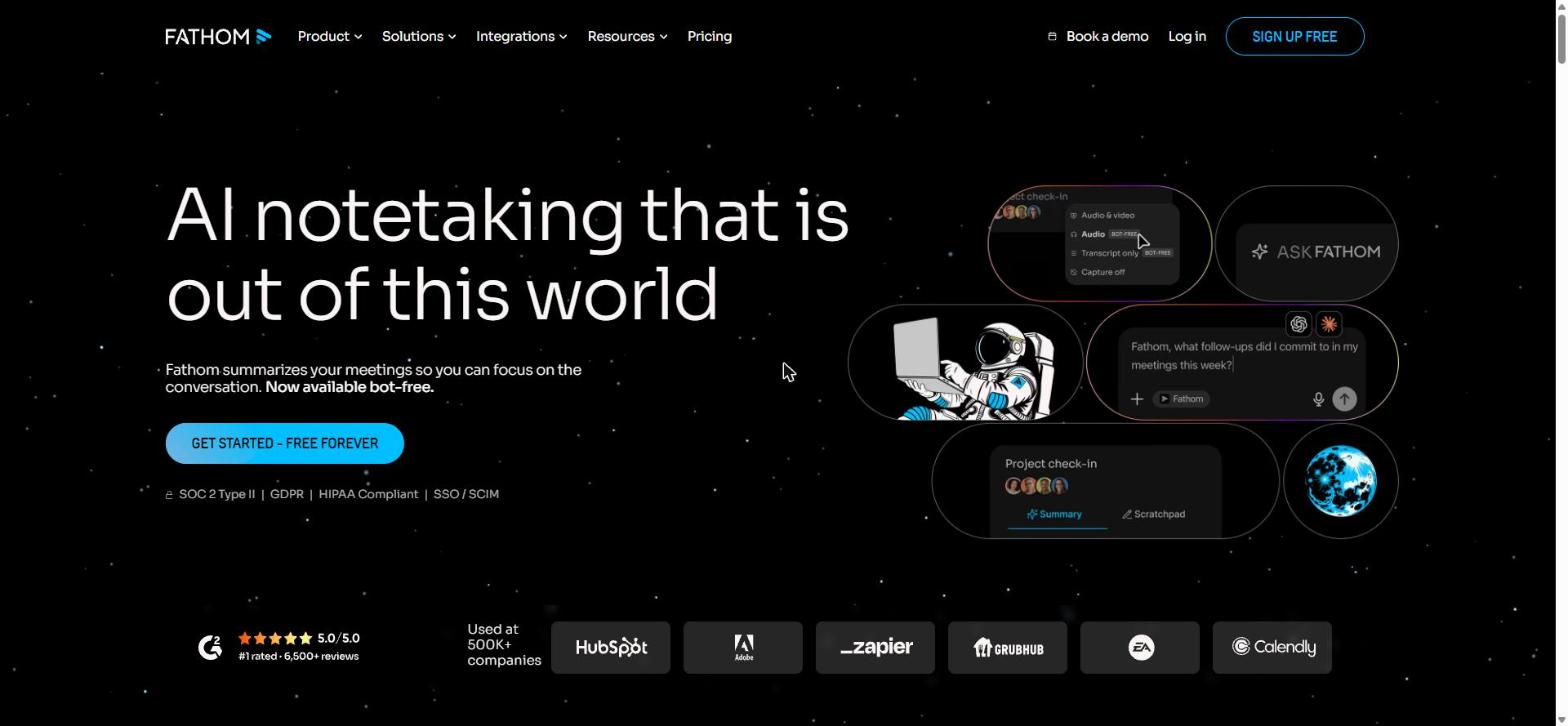 FATHOM
Product
Solutions
Integrations
Resources
Pricing
Book a demo
Log in
SIGN UP FREE
AI notetaking that is
out of this world
Fathom summarizes your meetings so you can focus on the
conversation. Now available bot-free.
GET STARTED - FREE FOREVER
SOC 2 Type II | GDPR | HIPAA Compliant | SSO / SCIM
ect check-in
Audio & video
Audio BOT-FREE
Transcript only BOT-FREE
Capture off
ASK FATHOM
Fathom, what follow-ups did I commit to in my
meetings this week?
Fathom
Project check-in
Summary
Scratchpad
G2
5.0/5.0
#1 rated · 6,500+ reviews
Used at
500K+
companies
HubSpot
Adobe
zapier
GRUBHUB
EA
Calendly